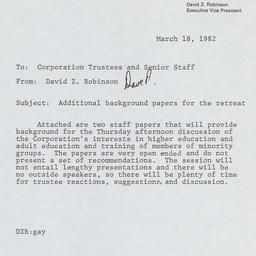 David Z. Robinson
Executive Vice President
March 18, 1982
To: Corporation Trustees and Senior Staff
From: David Z. Robinson Dave R.
Subject: Additional background papers for the retreat
Attached are two staff papers that will provide
background for the Thursday afternoon discussion of
the Corporation's interests in higher education and
adult education and training of members of minority
groups. The papers are very open ended and do not
present a set of recommendations. The session will
not entail lengthy presentations and there will be
no outside speakers, so there will be plenty of time
for trustee reactions, suggestions, and discussion.
DZR:gay